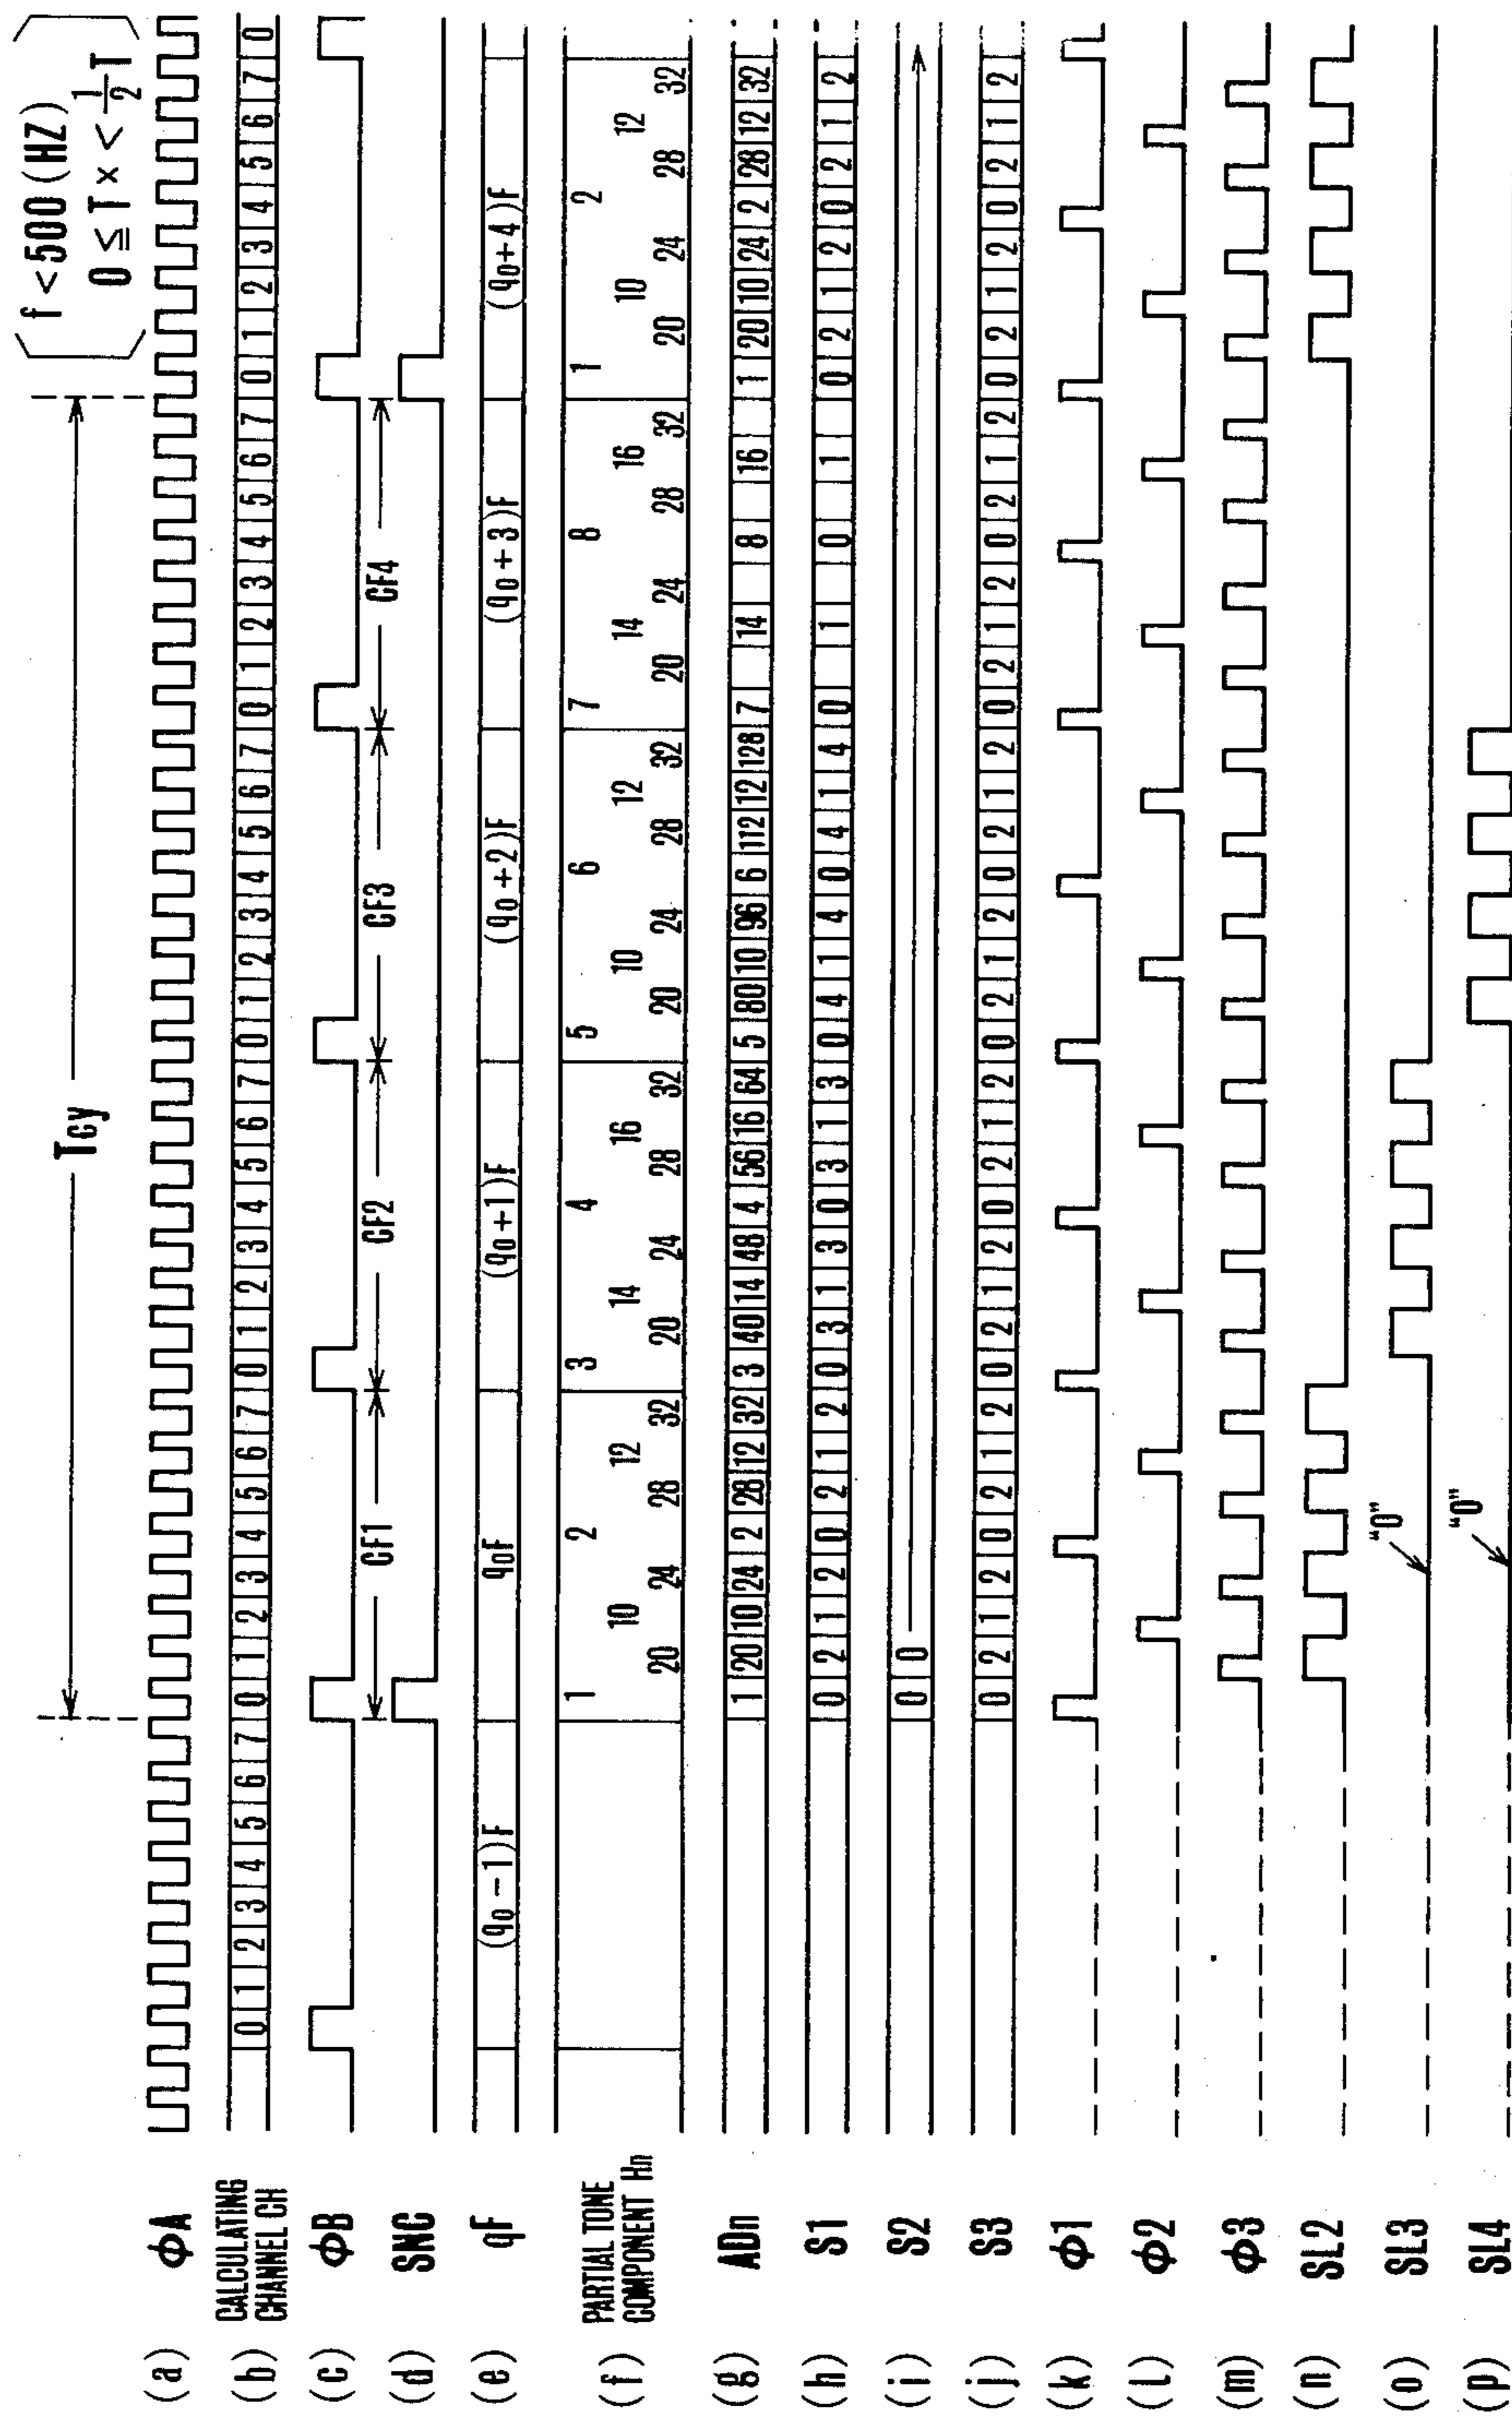 ( f < 500 (HZ)
0 ≦ T x < 1/2 T )
Tcy
(a) ϕA
(b) CALCULATING
CHANNEL CH
0 1 2 3 4 5 6 7 0 1 2 3 4 5 6 7 0 1 2 3 4 5 6 7 0 1 2 3 4 5 6 7 0 1 2 3 4 5 6 7 0 1 2 3 4 5 6 7 0
(c) ϕB
CF1 CF2 CF3 CF4
(d) SNC
(e) qF (q0−1)F q0F (q0+1)F (q0+2)F (q0+3)F (q0+4)F
(f) PARTIAL TONE
COMPONENT Hn
1 2 3 4 5 6 7 8 1 2
10 12 14 16 10 12 14 16 10 12
20 24 28 32 20 24 28 32 20 24 28 32 20 24 28 32 20 24 28 32
(g) ADn 1 20 10 24 2 28 12 32 3 40 14 48 4 56 16 64 5 80 10 96 6 112 12 128 7 14 8 16 1 20 10 24 2 28 12 32
(h) S1 0 2 1 2 0 2 1 2 0 3 1 3 0 3 1 3 0 4 1 4 0 4 1 4 0 1 0 1 0 2 1 2 0 2 1 2
(i) S2 0 0
(j) S3 0 2 1 2 0 2 1 2 0 2 1 2 0 2 1 2 0 2 1 2 0 2 1 2 0 2 1 2 0 2 1 2 0 2 1 2 0 2 1 2
(k) ϕ1
(l) ϕ2
(m) ϕ3
(n) SL2
(o) SL3 "0"
(p) SL4 "0"